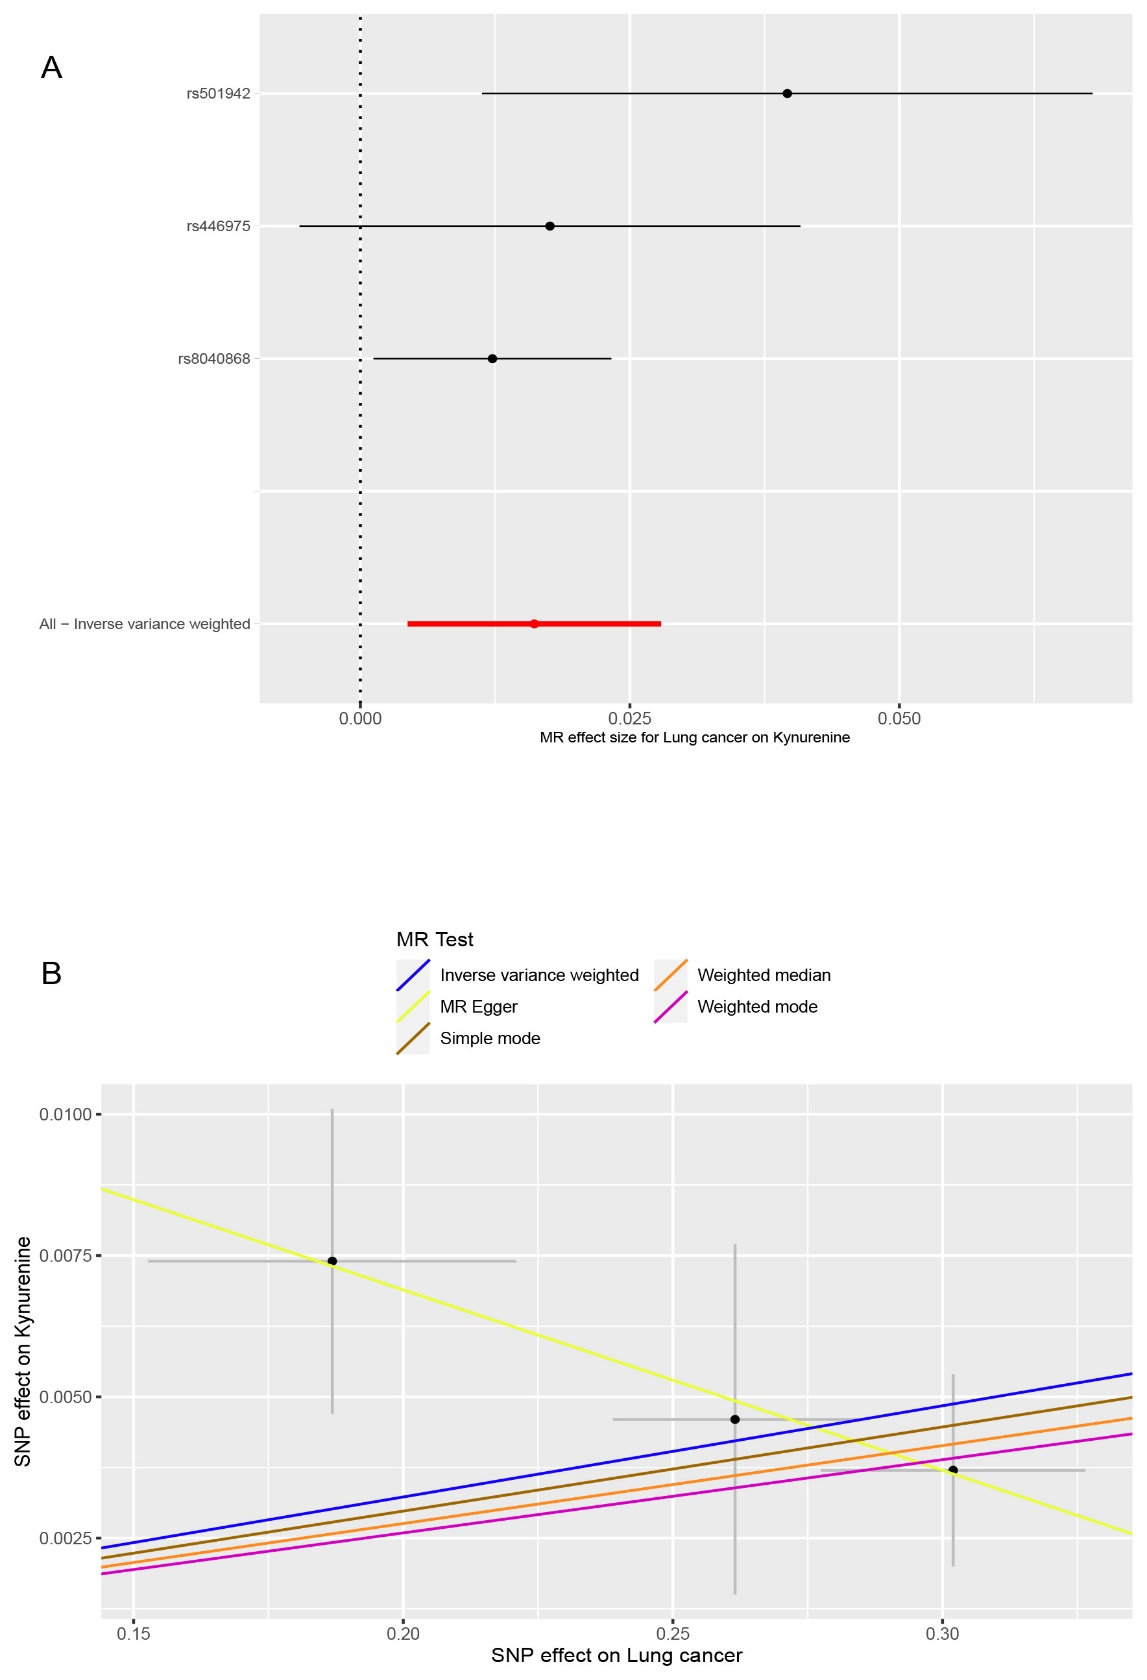 A
rs501942
rs446975
rs8040868
All − Inverse variance weighted
0.000 0.025 0.050
MR effect size for Lung cancer on Kynurenine
B
MR Test
Inverse variance weighted Weighted median
MR Egger Weighted mode
Simple mode
SNP effect on Kynurenine
0.0100
0.0075
0.0050
0.0025
0.15 0.20 0.25 0.30
SNP effect on Lung cancer